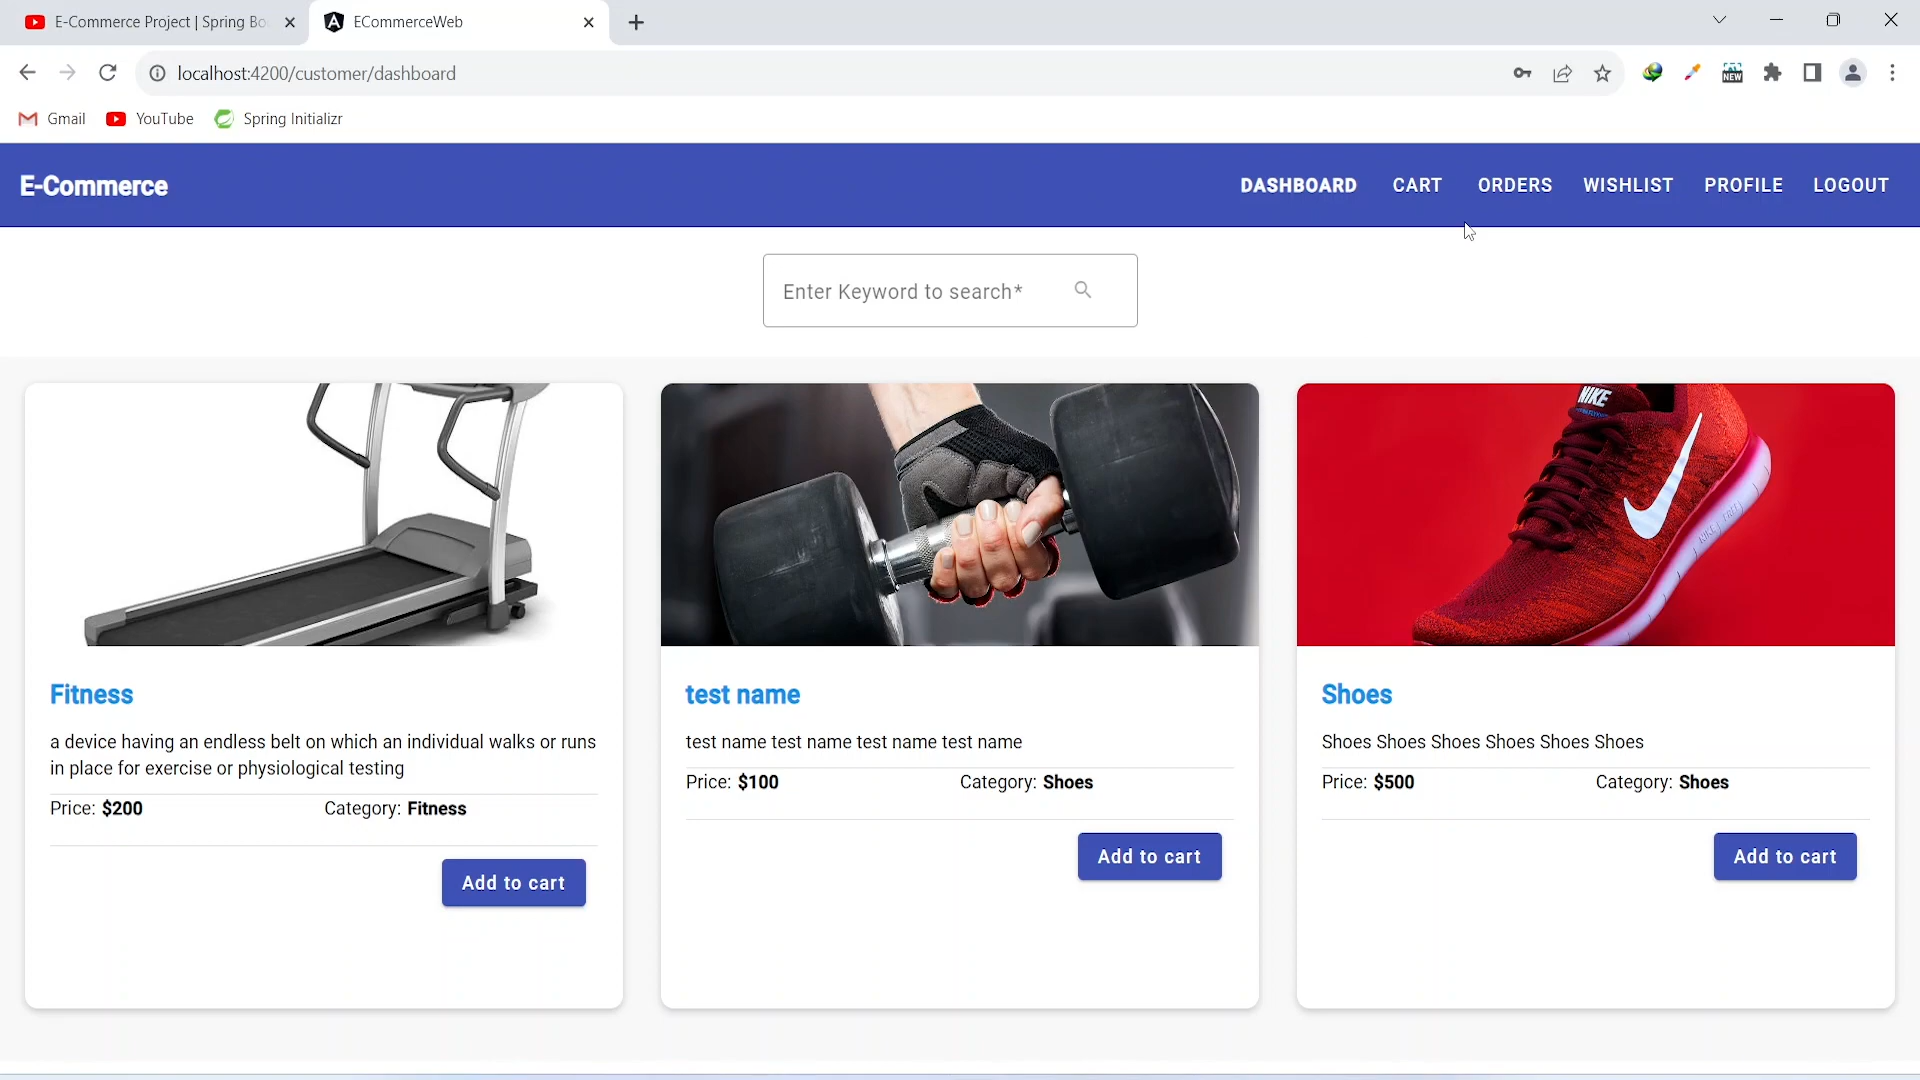 E-Commerce Project | Spring Bo
ECommerceWeb
localhost:4200/customer/dashboard
NEW
Gmail
YouTube
Spring Initializr
E-Commerce
DASHBOARD
CART
ORDERS
WISHLIST
PROFILE
LOGOUT
Enter Keyword to search*
NIKE
Fitness
a device having an endless belt on which an individual walks or runs
in place for exercise or physiological testing
Price: $200
Category: Fitness
Add to cart
test name
test name test name test name test name
Price: $100
Category: Shoes
Add to cart
Shoes
Shoes Shoes Shoes Shoes Shoes Shoes
Price: $500
Category: Shoes
Add to cart